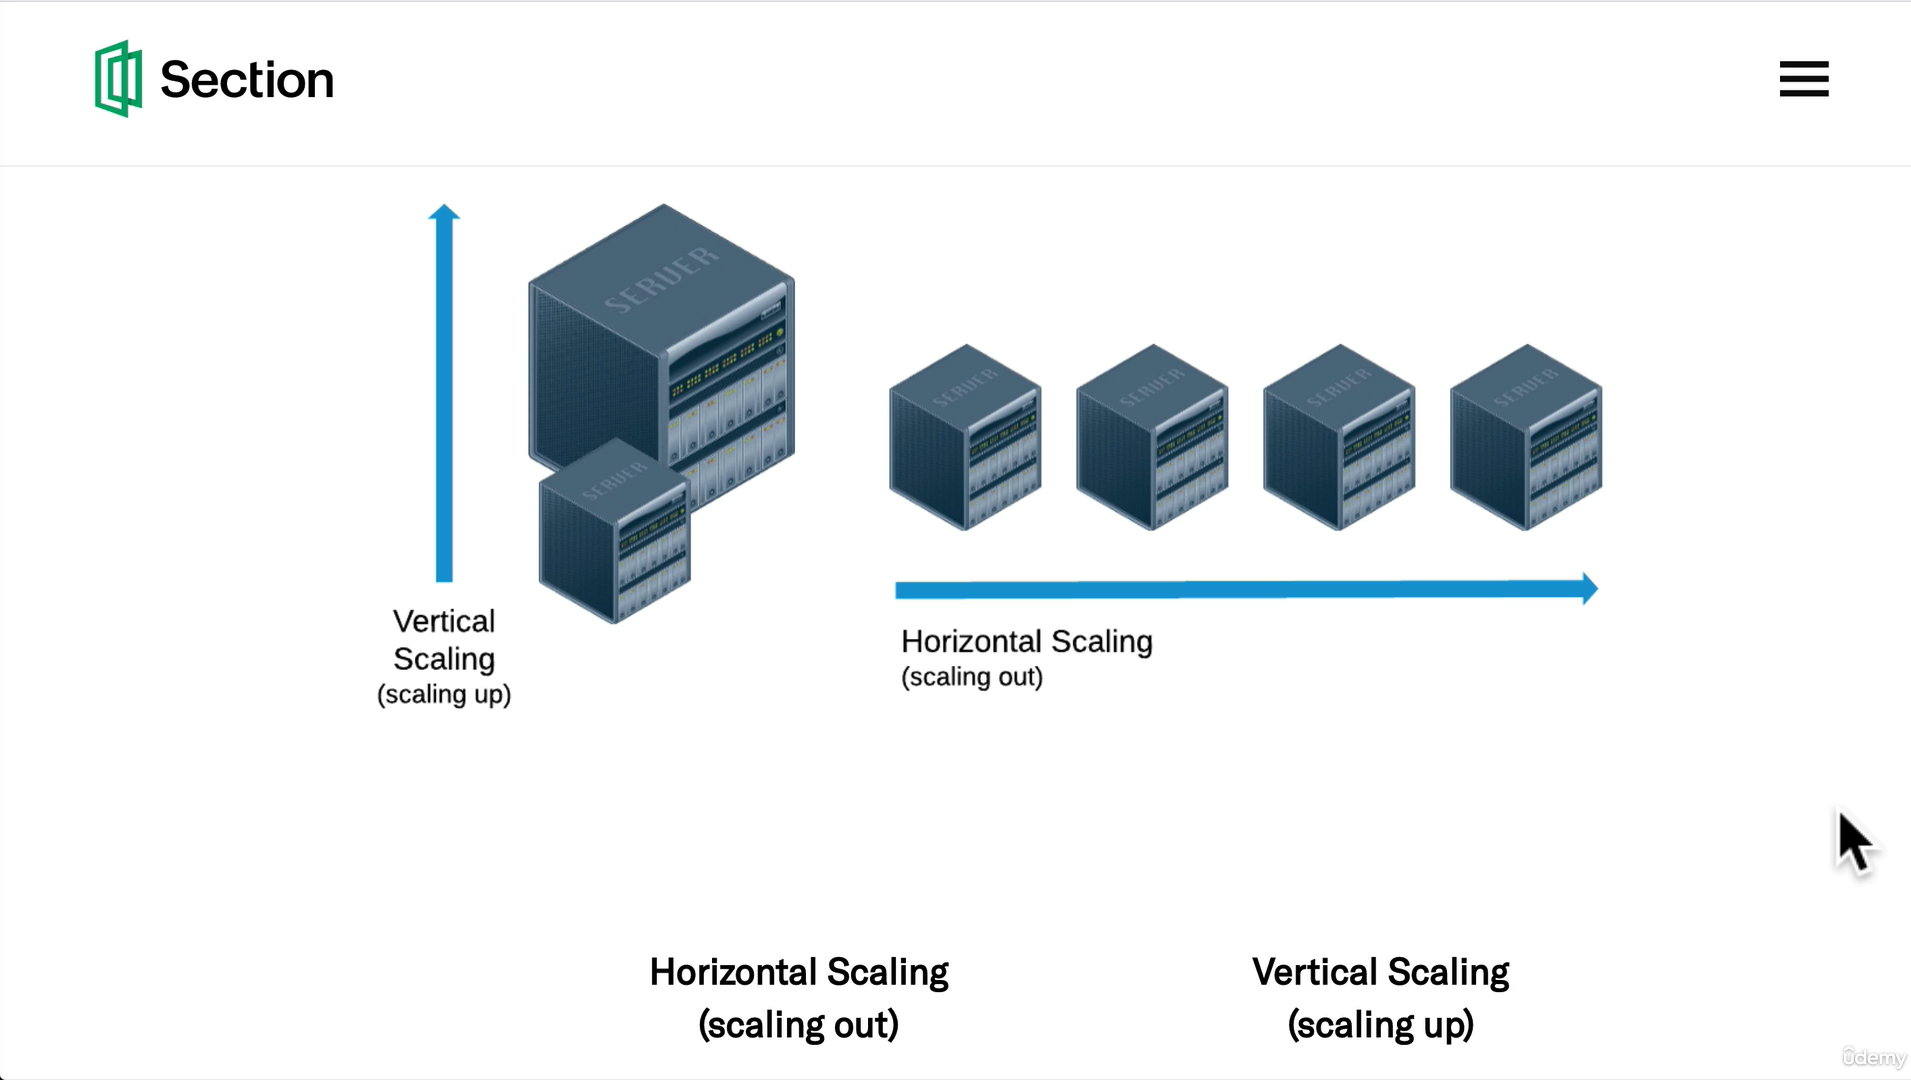 Section
SERVER
SERVER
SERVER
SERVER
SERVER
SERVER
Vertical
Scaling
(scaling up)
Horizontal Scaling
(scaling out)
Horizontal Scaling
(scaling out)
Vertical Scaling
(scaling up)
ûdemy